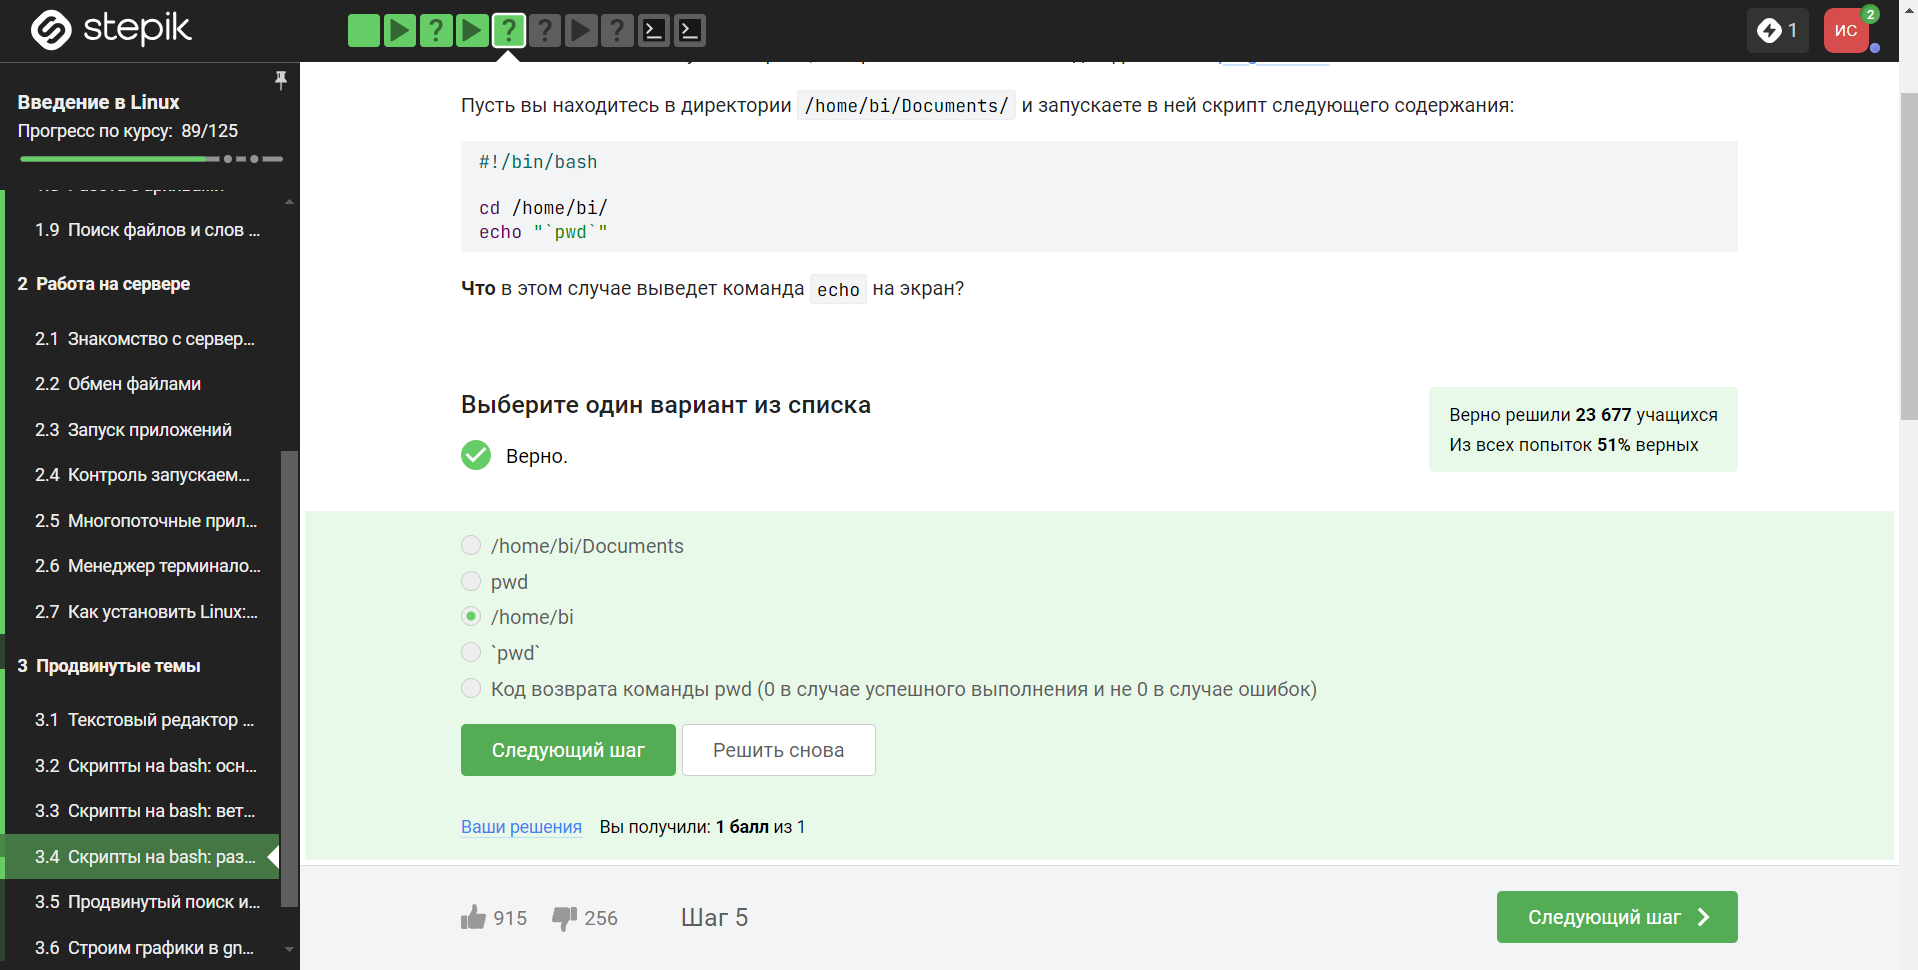 stepik
1
ИС
2
Введение в Linux
Прогресс по курсу: 89/125
1.9 Поиск файлов и слов ...
2 Работа на сервере
2.1 Знакомство с сервер...
2.2 Обмен файлами
2.3 Запуск приложений
2.4 Контроль запускаем...
2.5 Многопоточные прил...
2.6 Менеджер терминало...
2.7 Как установить Linux:...
3 Продвинутые темы
3.1 Текстовый редактор ...
3.2 Скрипты на bash: осн...
3.3 Скрипты на bash: вет...
3.4 Скрипты на bash: раз...
3.5 Продвинутый поиск и...
3.6 Строим графики в gn...
Пусть вы находитесь в директории /home/bi/Documents/ и запускаете в ней скрипт следующего содержания:
#!/bin/bash
cd /home/bi/
echo "`pwd`"
Что в этом случае выведет команда echo на экран?
Выберите один вариант из списка
Верно.
Верно решили 23 677 учащихся
Из всех попыток 51% верных
/home/bi/Documents
pwd
/home/bi
`pwd`
Код возврата команды pwd (0 в случае успешного выполнения и не 0 в случае ошибок)
Следующий шаг
Решить снова
Ваши решения Вы получили: 1 балл из 1
915 256 Шаг 5
Следующий шаг